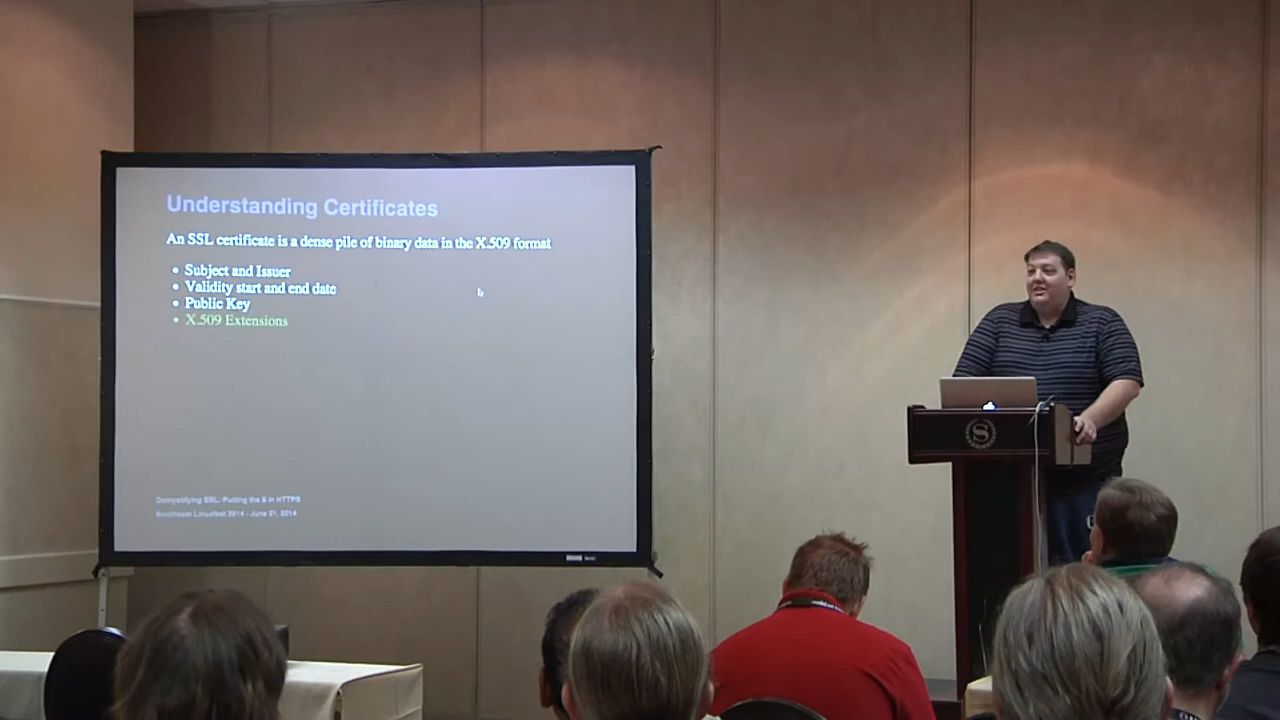 Understanding Certificates
An SSL certificate is a dense pile of binary data in the X.509 format
• Subject and Issuer
• Validity start and end date
• Public Key
• X.509 Extensions
Demystifying SSL: Putting the S in HTTPS
Southeast Linuxfest 2014 - June 21, 2014
S